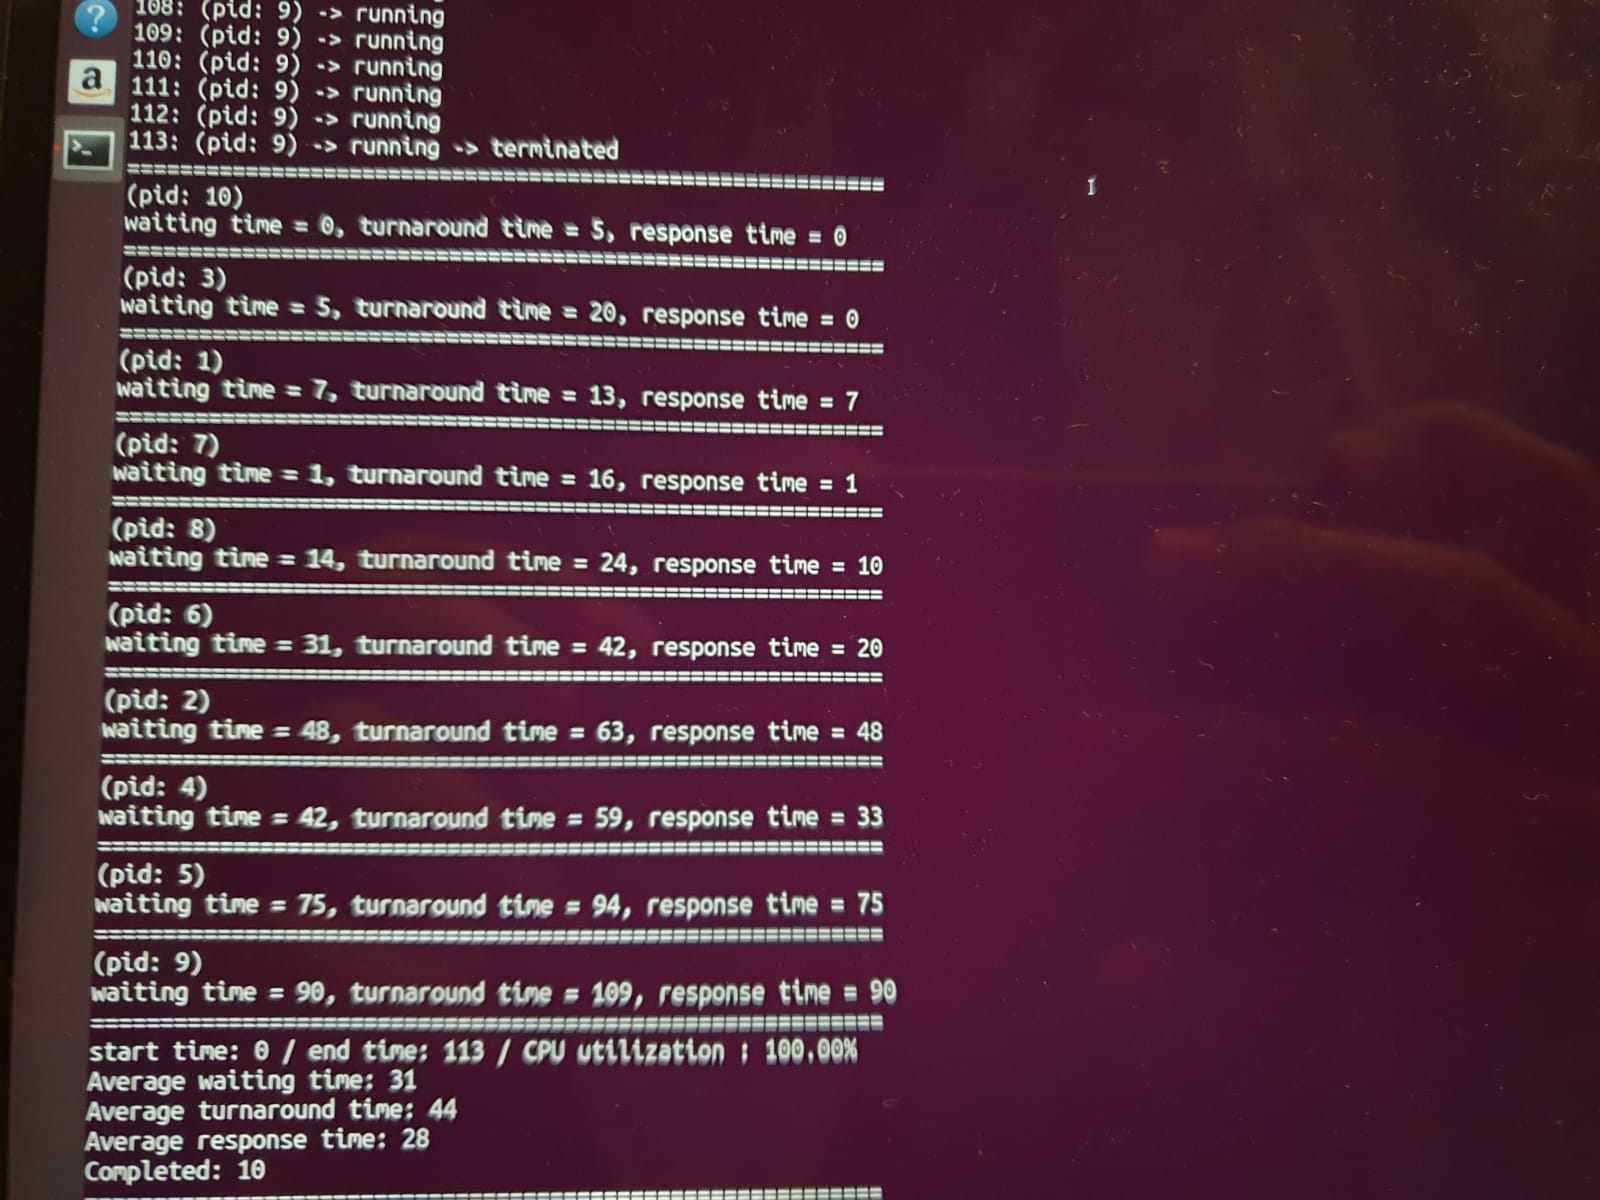 ?
108: (pid: 9) -> running
109: (pid: 9) -> running
a
110: (pid: 9) -> running
111: (pid: 9) -> running
112: (pid: 9) -> running
>_
113: (pid: 9) -> running -> terminated
================================================================
(pid: 10)
waiting time = 0, turnaround time = 5, response time = 0
================================================================
(pid: 3)
waiting time = 5, turnaround time = 20, response time = 0
================================================================
(pid: 1)
waiting time = 7, turnaround time = 13, response time = 7
================================================================
(pid: 7)
waiting time = 1, turnaround time = 16, response time = 1
================================================================
(pid: 8)
waiting time = 14, turnaround time = 24, response time = 10
================================================================
(pid: 6)
waiting time = 31, turnaround time = 42, response time = 20
================================================================
(pid: 2)
waiting time = 48, turnaround time = 63, response time = 48
================================================================
(pid: 4)
waiting time = 42, turnaround time = 59, response time = 33
================================================================
(pid: 5)
waiting time = 75, turnaround time = 94, response time = 75
================================================================
(pid: 9)
waiting time = 90, turnaround time = 109, response time = 90
================================================================
start time: 0 / end time: 113 / CPU utilization : 100.00%
Average waiting time: 31
Average turnaround time: 44
Average response time: 28
Completed: 10
================================================================